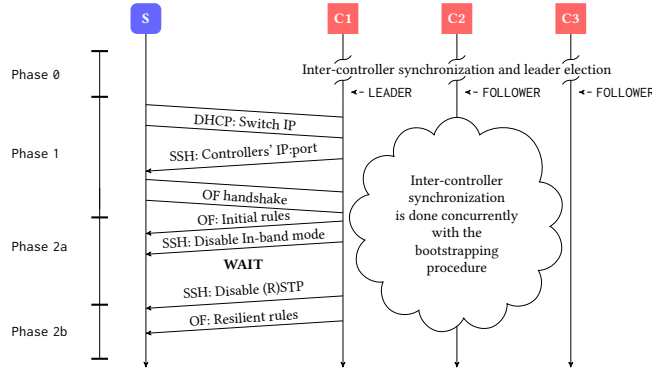 S C1 C2 C3
Phase 0
Inter-controller synchronization and leader election
LEADER FOLLOWER FOLLOWER
DHCP: Switch IP
Phase 1
SSH: Controllers' IP:port
OF handshake
OF: Initial rules
Phase 2a
SSH: Disable In-band mode
WAIT
SSH: Disable (R)STP
OF: Resilient rules
Phase 2b
Inter-controller
synchronization
is done concurrently
with the
bootstrapping
procedure